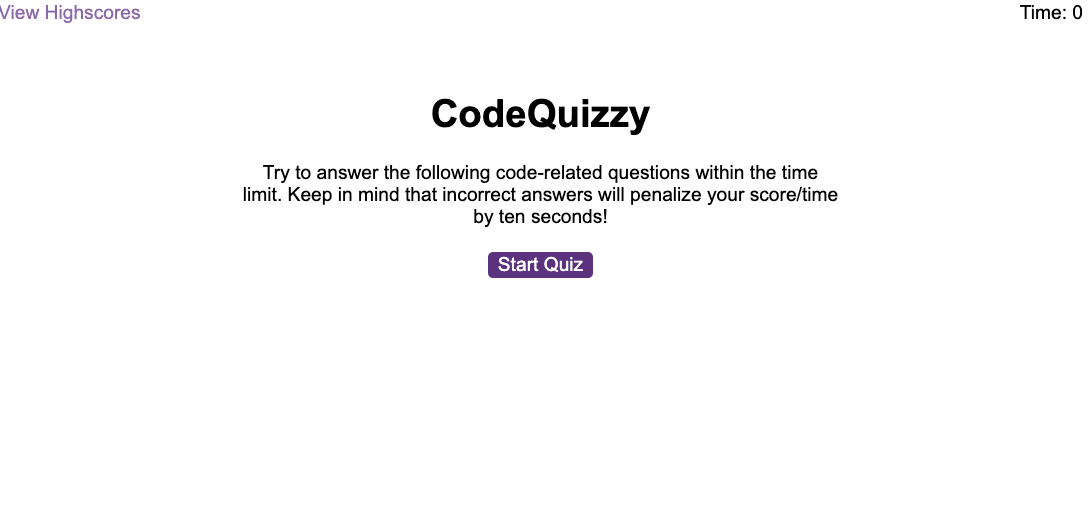 View Highscores
Time: 0
CodeQuizzy
Try to answer the following code-related questions within the time
limit. Keep in mind that incorrect answers will penalize your score/time
by ten seconds!
Start Quiz